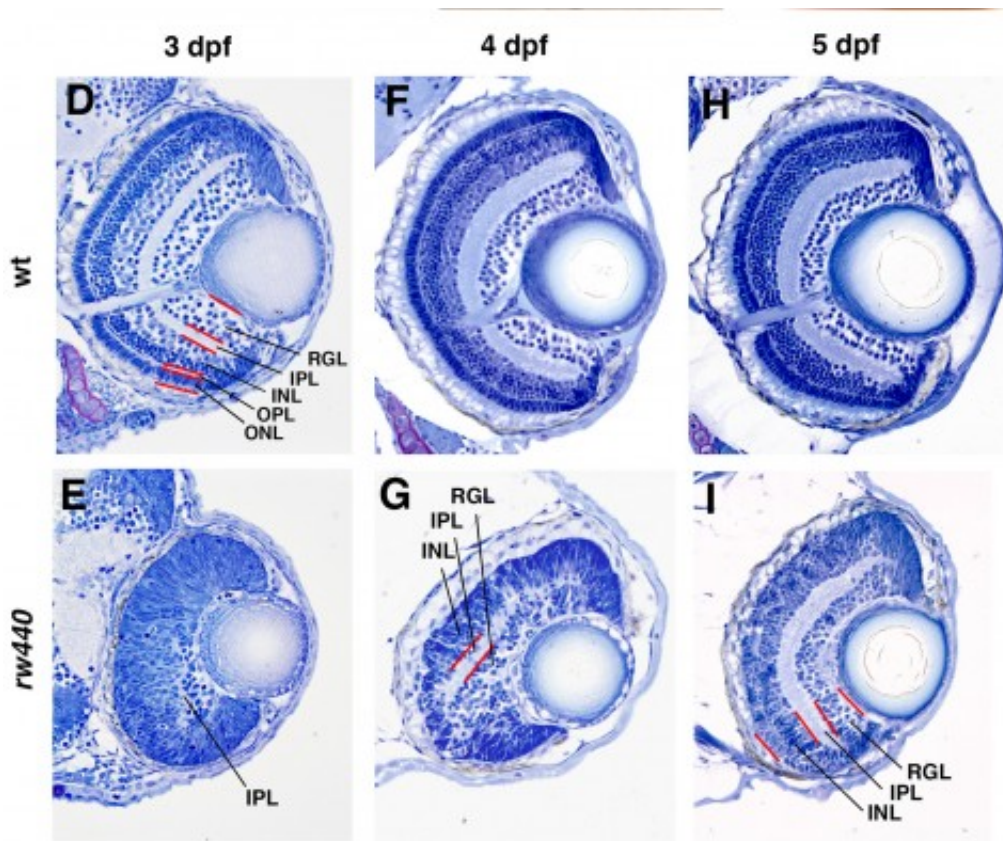 3 dpf 4 dpf 5 dpf
D F H
wt
RGL
IPL
INL
OPL
ONL
E G I
rw440
RGL
IPL
INL
IPL
RGL
IPL
INL